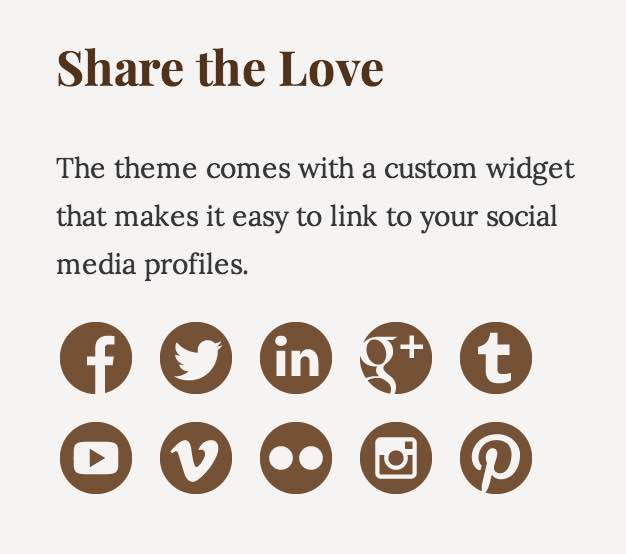 Share the Love
The theme comes with a custom widget
that makes it easy to link to your social
media profiles.
f in g+ t
v p